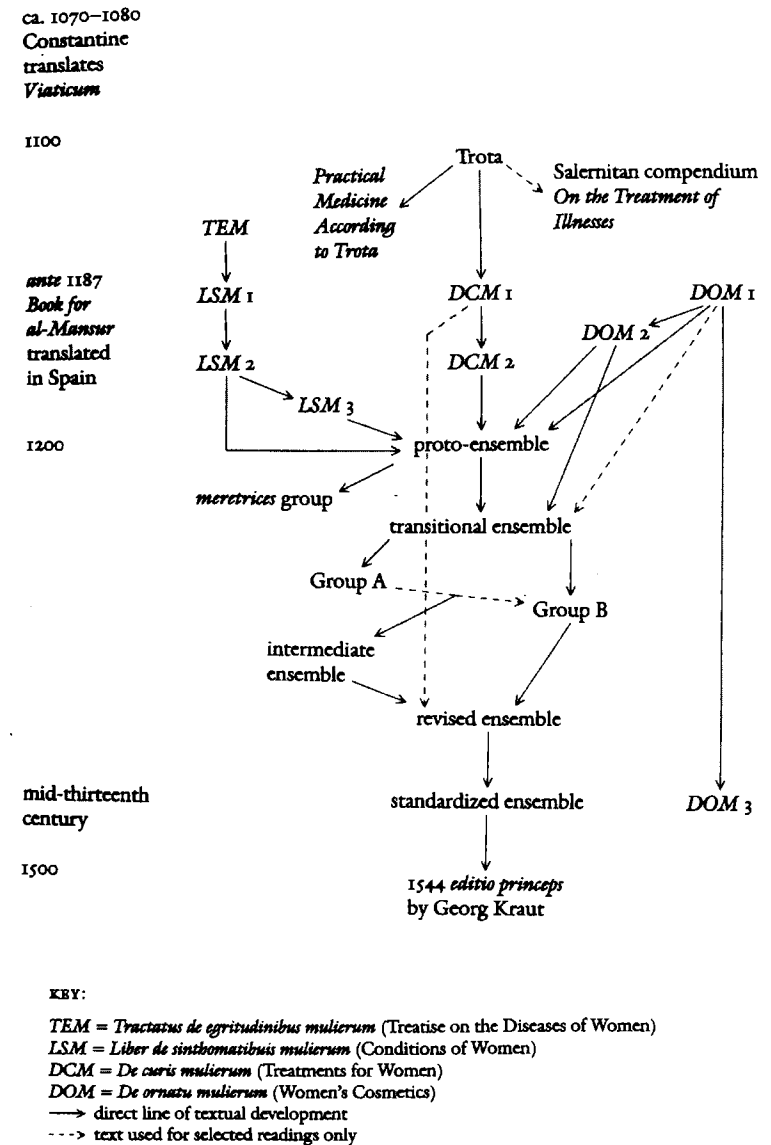 ca. 1070–1080
Constantine
translates
Viaticum
1100
Trota
Practical
Medicine
According
to Trota
Salernitan compendium
On the Treatment of
Illnesses
TEM
ante 1187
Book for
al-Mansur
translated
in Spain
LSM 1
DCM 1
DOM 1
DOM 2
LSM 2
DCM 2
LSM 3
1200
proto-ensemble
meretrices group
transitional ensemble
Group A
Group B
intermediate
ensemble
revised ensemble
mid-thirteenth
century
standardized ensemble
DOM 3
1500
1544 editio princeps
by Georg Kraut
KEY:
TEM = Tractatus de egritudinibus mulierum (Treatise on the Diseases of Women)
LSM = Liber de sinthomatibuis mulierum (Conditions of Women)
DCM = De curis mulierum (Treatments for Women)
DOM = De ornatu mulierum (Women's Cosmetics)
direct line of textual development
text used for selected readings only